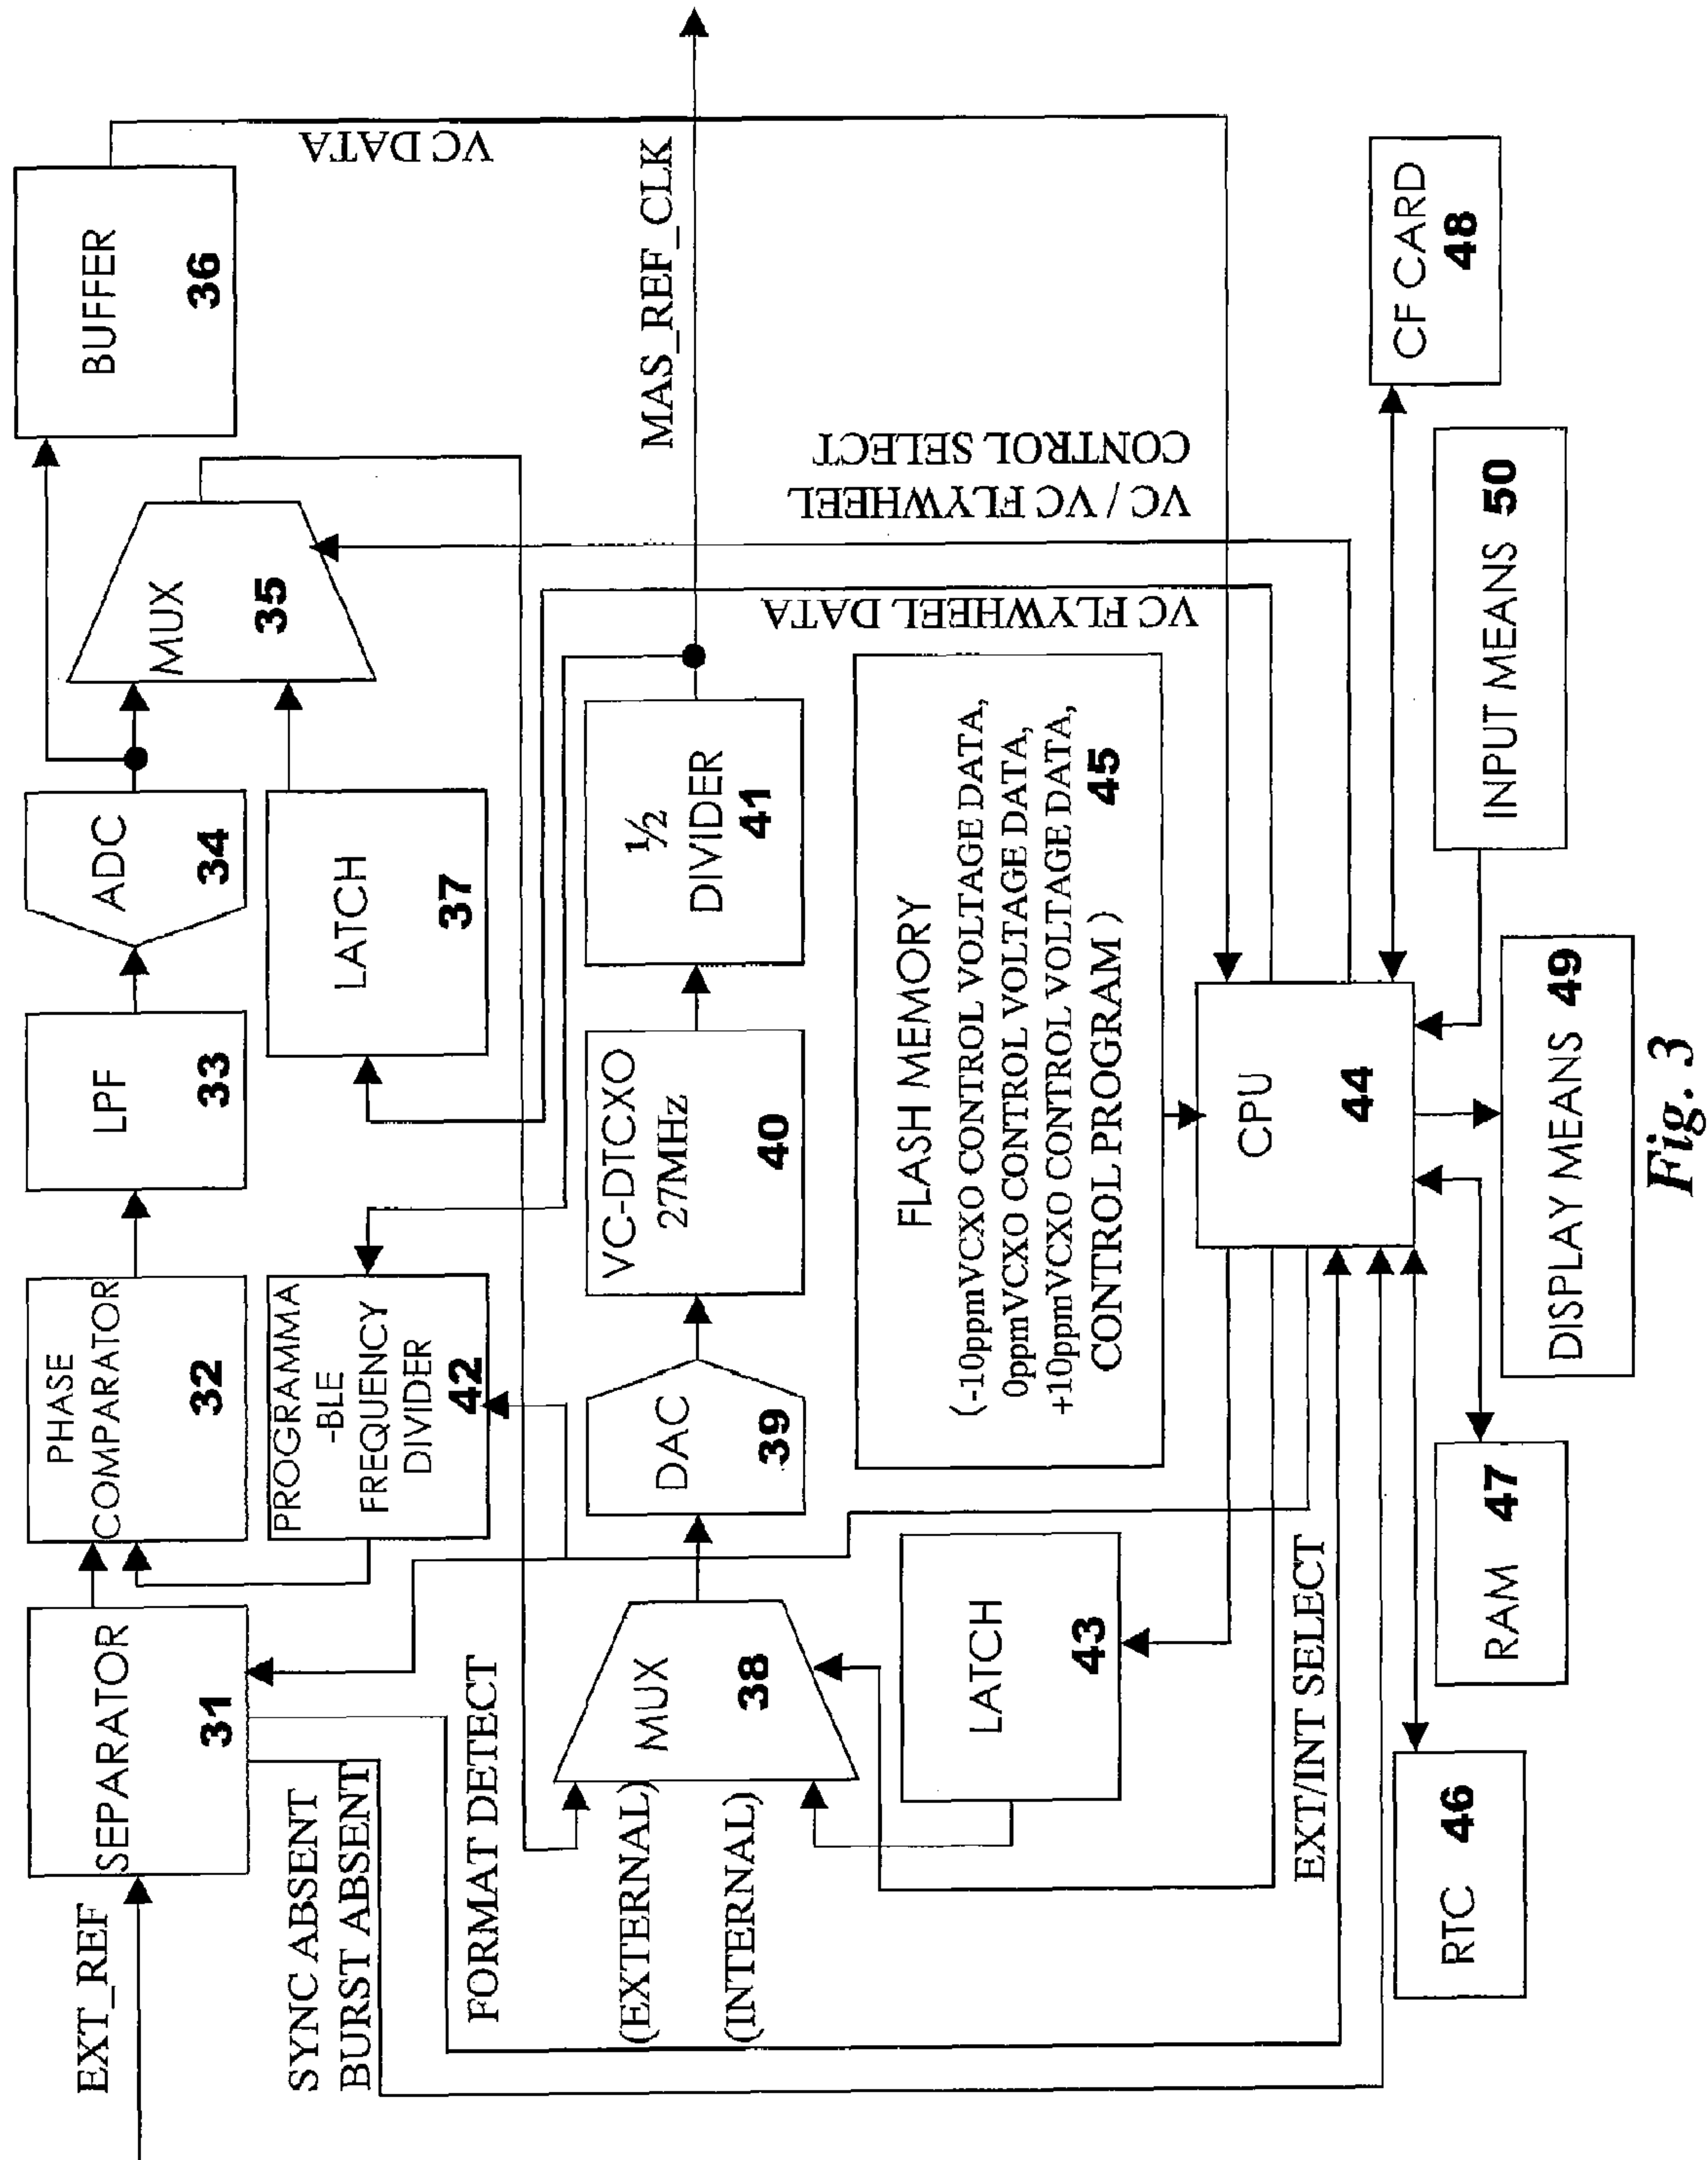 EXT_REF
SEPARATOR
31
PHASE
COMPARATOR
32
LPF
33
ADC
34
MUX
35
BUFFER
36
VC DATA
SYNC ABSENT
BURST ABSENT
PROGRAMMA
-BLE
FREQUENCY
DIVIDER
42
LATCH
37
FORMAT DETECT
(EXTERNAL)
(INTERNAL)
MUX
38
DAC
39
VC-DTCXO
27MHz
40
½
DIVIDER
41
MAS_REF_CLK
VC / VC FLYWHEEL
CONTROL SELECT
VC FLYWHEEL DATA
LATCH
43
FLASH MEMORY
(-10ppmVCXO CONTROL VOLTAGE DATA,
0ppmVCXO CONTROL VOLTAGE DATA,
+10ppmVCXO CONTROL VOLTAGE DATA,
CONTROL PROGRAM )
45
EXT/INT SELECT
CPU
44
RTC 46
RAM 47
DISPLAY MEANS 49
INPUT MEANS 50
CF CARD
48
Fig. 3